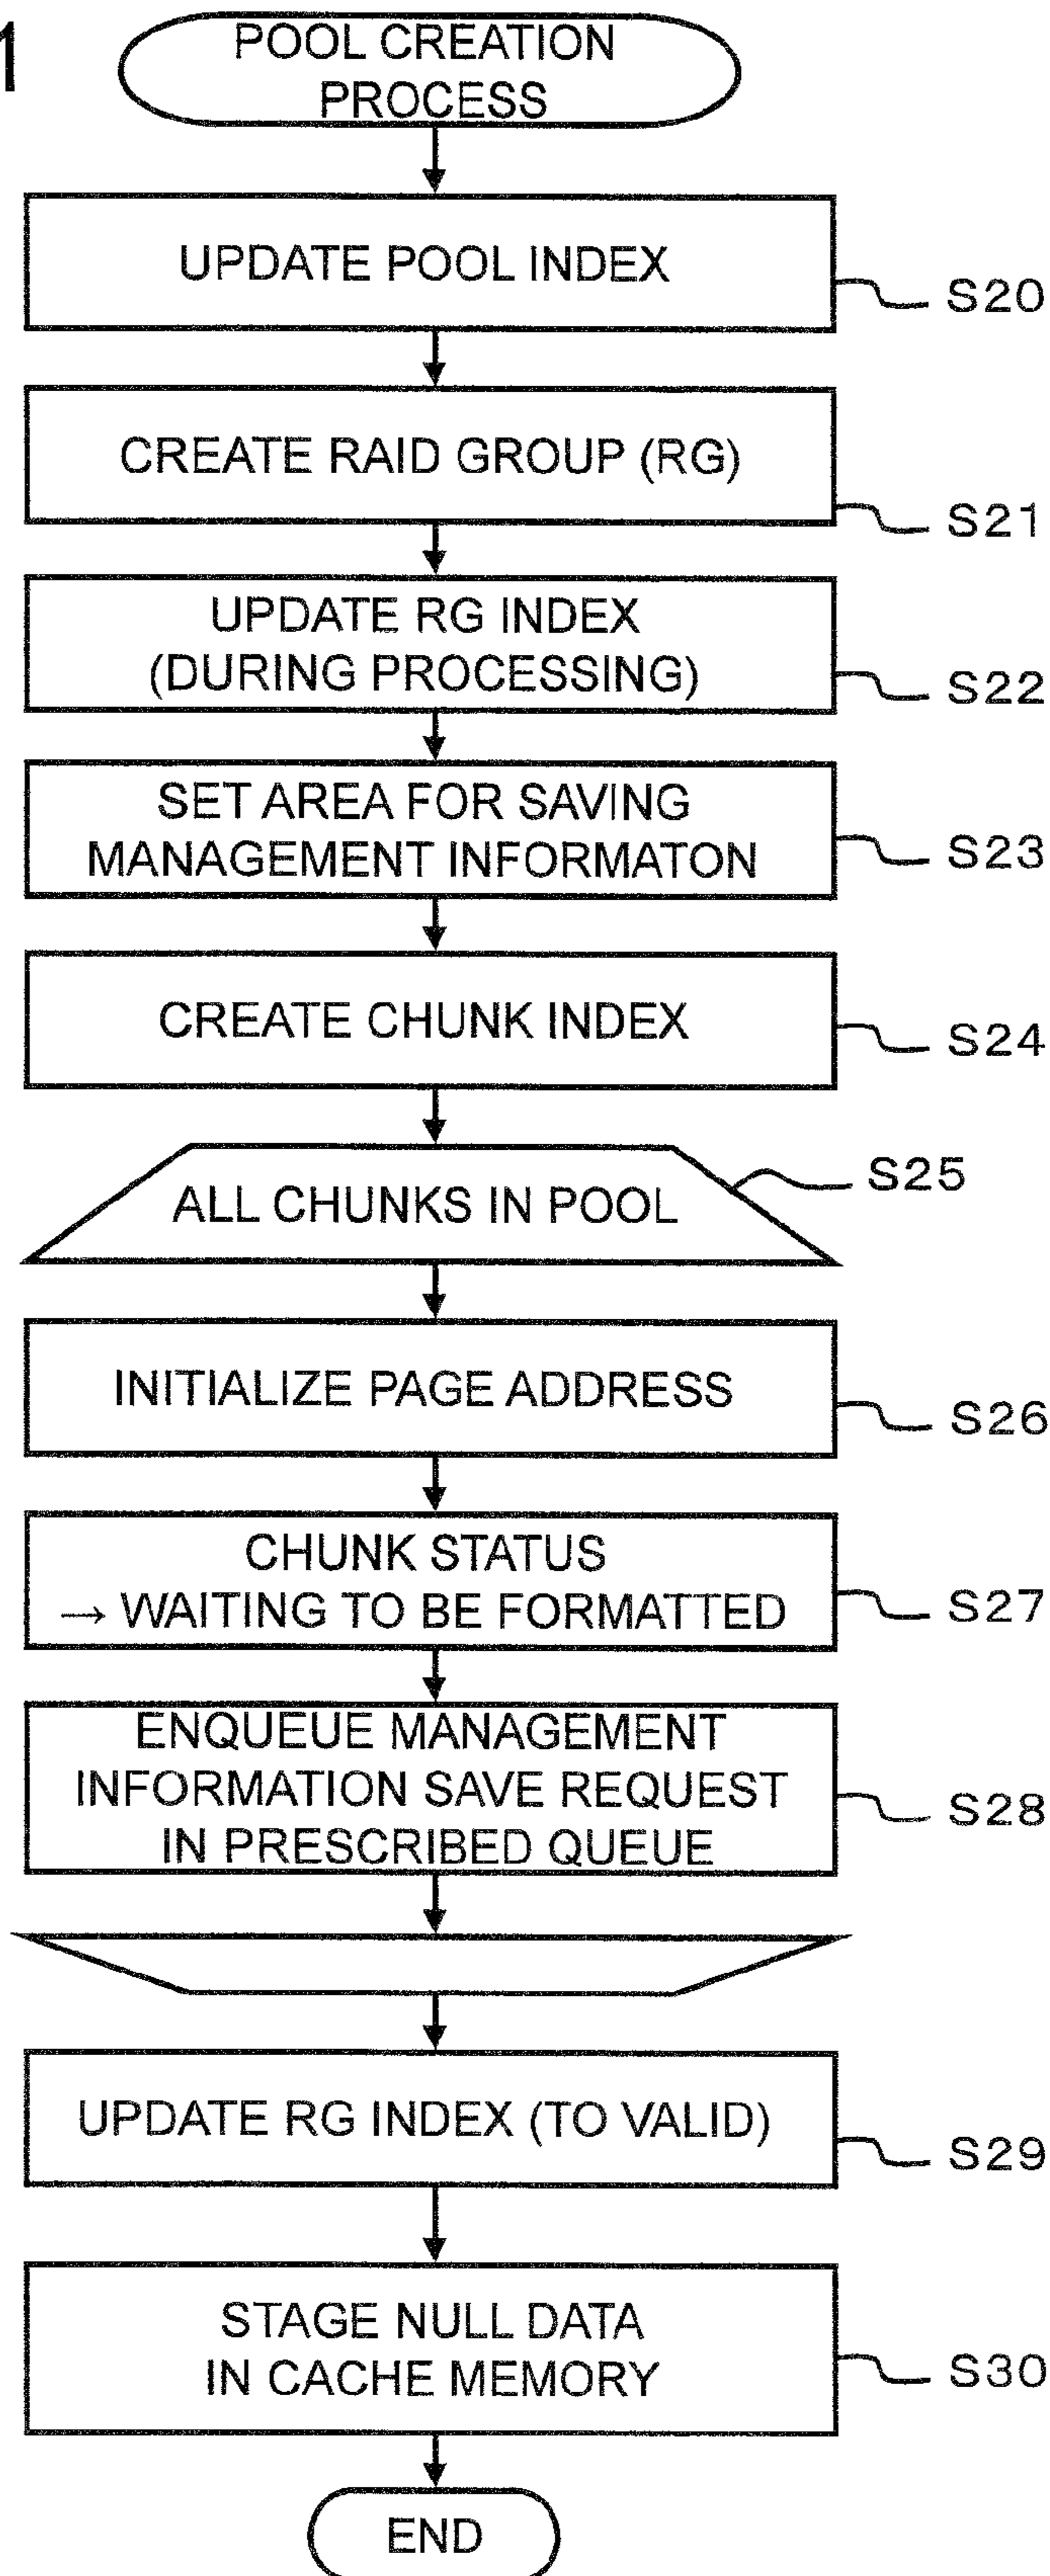 1
POOL CREATION
PROCESS
UPDATE POOL INDEX
S20
CREATE RAID GROUP (RG)
S21
UPDATE RG INDEX
(DURING PROCESSING)
S22
SET AREA FOR SAVING
MANAGEMENT INFORMATON
S23
CREATE CHUNK INDEX
S24
ALL CHUNKS IN POOL
S25
INITIALIZE PAGE ADDRESS
S26
CHUNK STATUS
→ WAITING TO BE FORMATTED
S27
ENQUEUE MANAGEMENT
INFORMATION SAVE REQUEST
IN PRESCRIBED QUEUE
S28
UPDATE RG INDEX (TO VALID)
S29
STAGE NULL DATA
IN CACHE MEMORY
S30
END